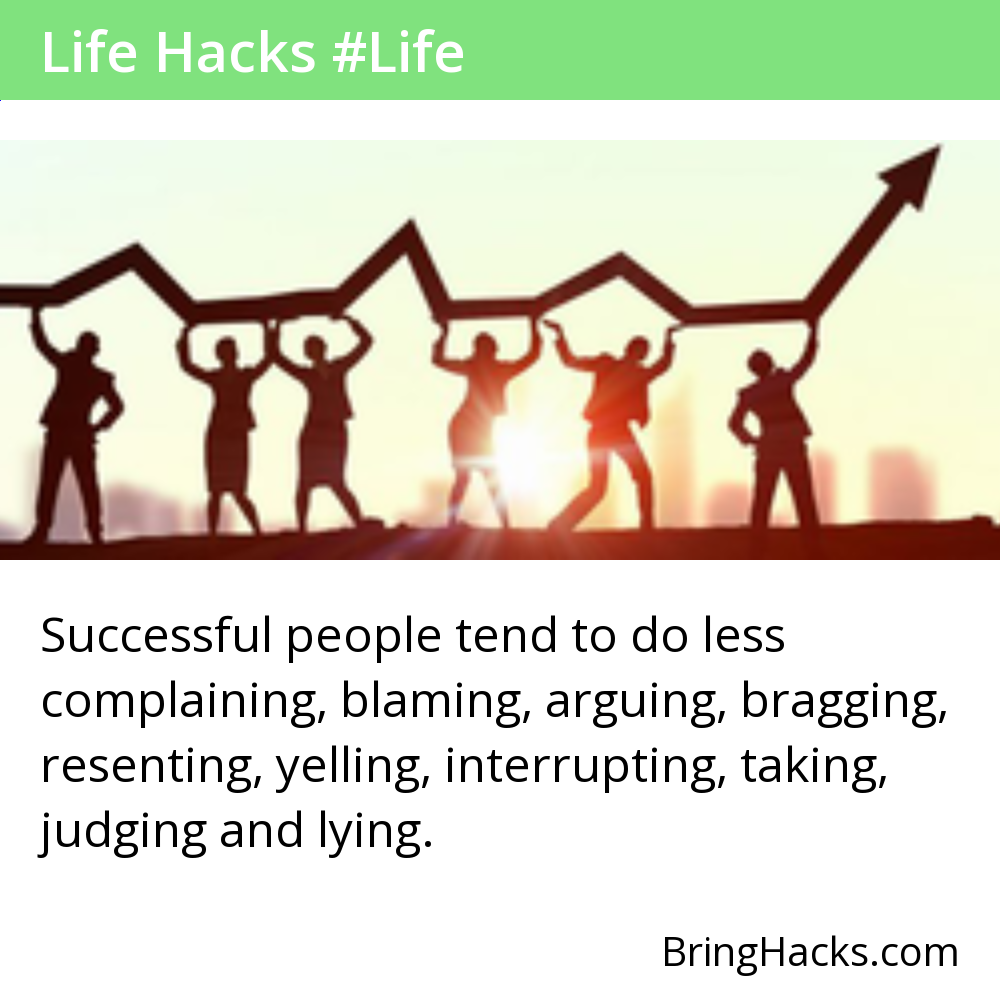 Life Hacks #Life
Successful people tend to do less
complaining, blaming, arguing, bragging,
resenting, yelling, interrupting, taking,
judging and lying.
BringHacks.com